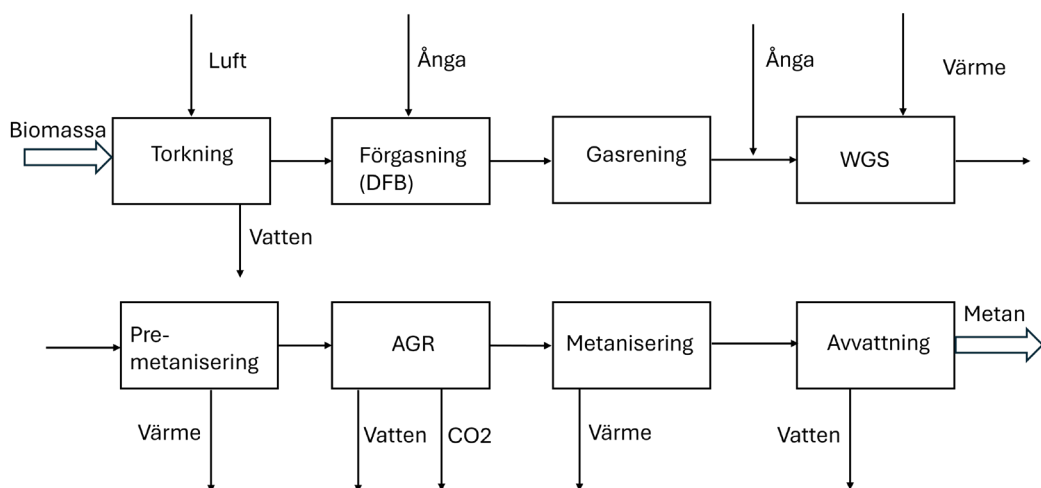 Luft
Ånga
Ånga
Värme
Biomassa
Torkning
Förgasning
(DFB)
Gasrening
WGS
Vatten
Pre-
metanisering
AGR
Metanisering
Avvattning
Metan
Värme
Vatten
CO2
Värme
Vatten